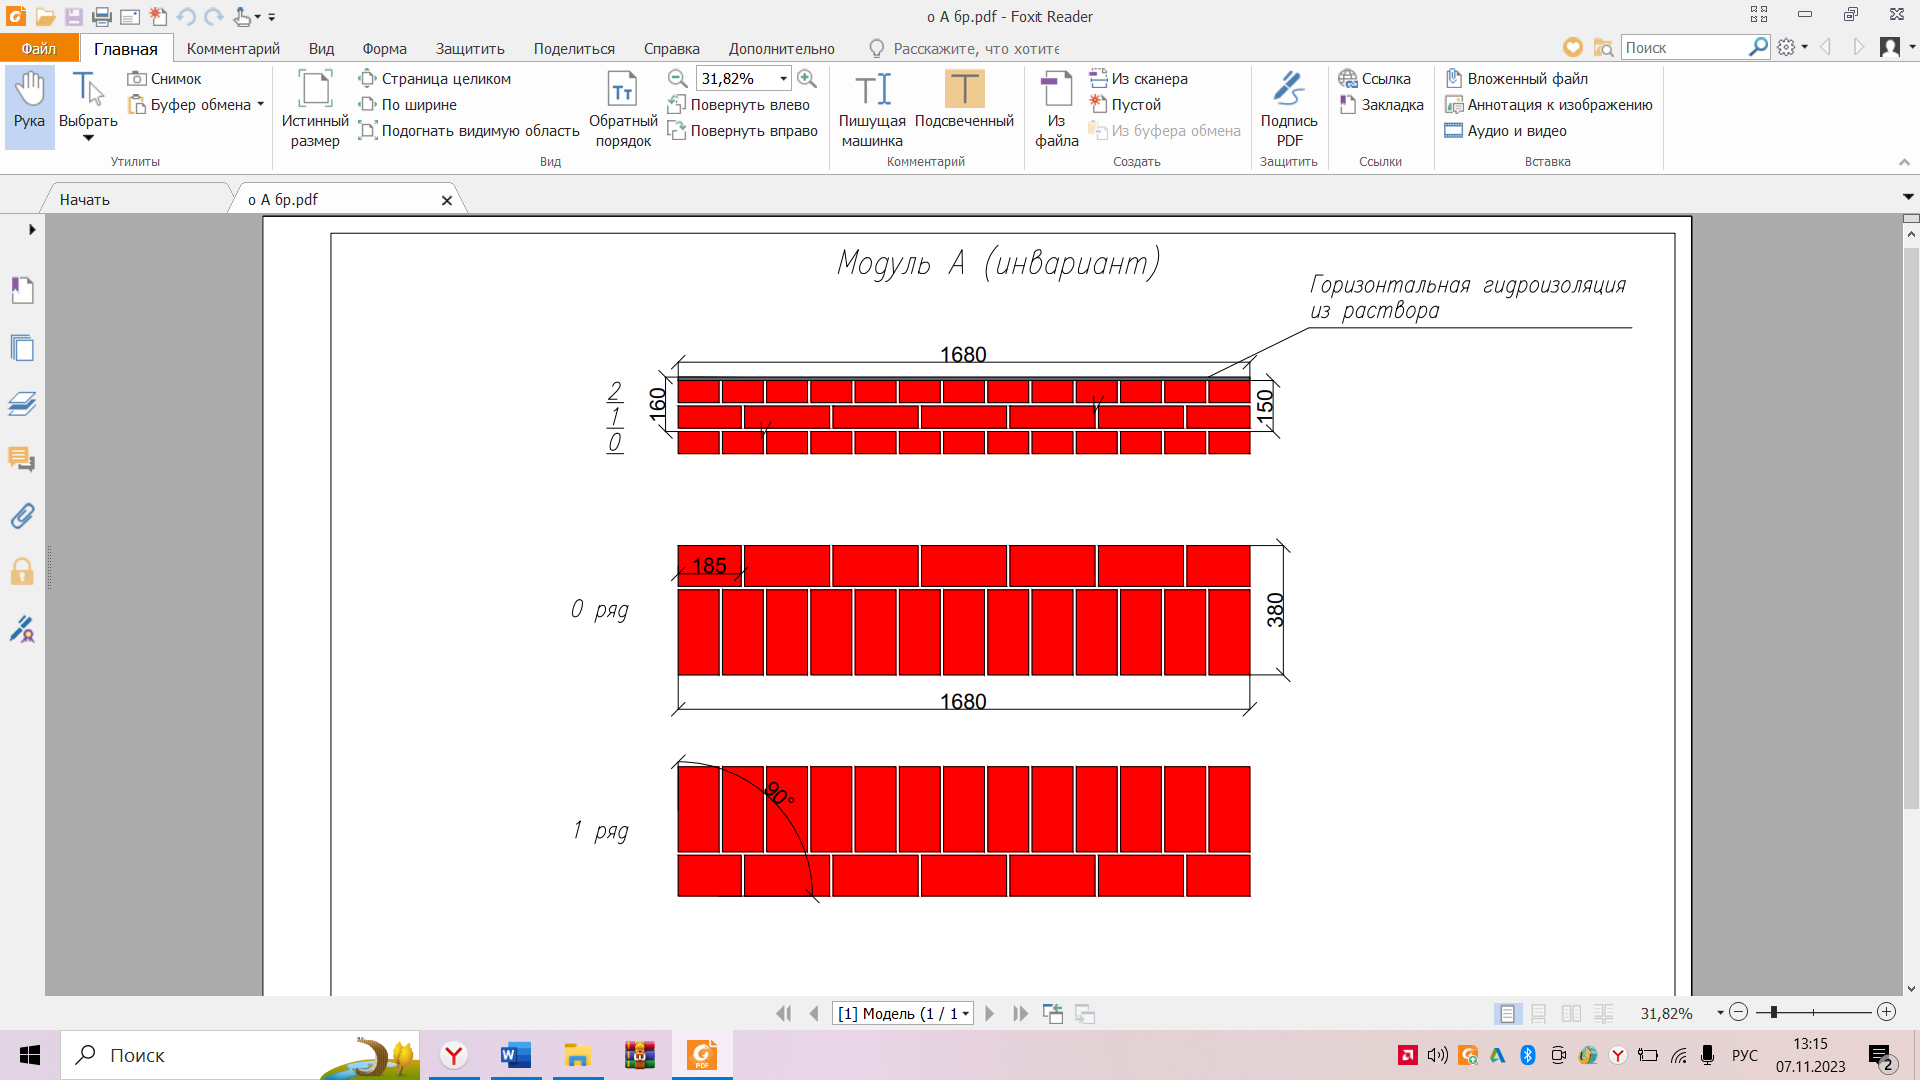 о А бр.pdf - Foxit Reader
Файл Главная Комментарий Вид Форма Защитить Поделиться Справка Дополнительно Расскажите, что хотите Поиск
Рука
Выбрать
Снимок
Буфер обмена
Утилиты
Истинный размер
Страница целиком
По ширине
Подогнать видимую область
Обратный порядок
31,82%
Повернуть влево
Повернуть вправо
Вид
Пишущая машинка
Подсвеченный
Комментарий
Из файла
Из сканера
Пустой
Из буфера обмена
Создать
Подпись PDF
Защитить
Ссылка
Закладка
Ссылки
Вложенный файл
Аннотация к изображению
Аудио и видео
Вставка
Начать о А бр.pdf
Модуль А (инвариант)
Горизонтальная гидроизоляция
из раствора
1680
2
1
0
160
150
185
0 ряд
380
1680
90°
1 ряд
[1] Модель (1 / 1
31,82%
Поиск
РУС
13:15
07.11.2023
2